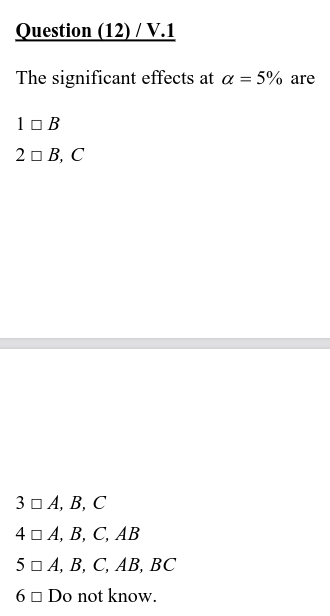 Question (12) / V.1
The significant effects at α = 5% are
1 □ B
2 □ B, C
3 □ A, B, C
4 □ A, B, C, AB
5 □ A, B, C, AB, BC
6 □ Do not know.